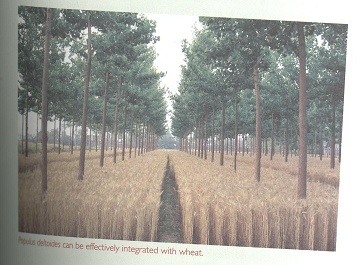 Populus deltoides can be effectively integrated with wheat.